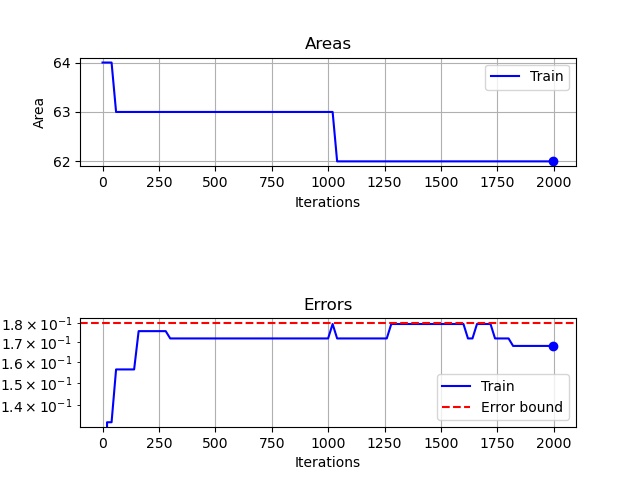 Areas
64
63
62
Area
Train
0 250 500 750 1000 1250 1500 1750 2000
Iterations
Errors
1.8 × 10⁻¹
1.7 × 10⁻¹
1.6 × 10⁻¹
1.5 × 10⁻¹
1.4 × 10⁻¹
Train
Error bound
0 250 500 750 1000 1250 1500 1750 2000
Iterations